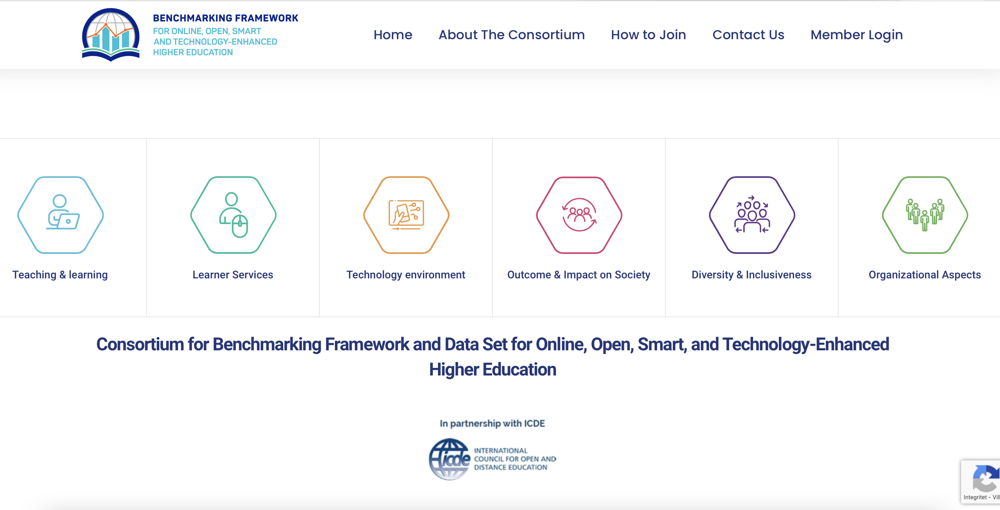 BENCHMARKING FRAMEWORK
FOR ONLINE, OPEN, SMART
AND TECHNOLOGY-ENHANCED
HIGHER EDUCATION
Home About The Consortium How to Join Contact Us Member Login
Teaching & learning
Learner Services
Technology environment
Outcome & Impact on Society
Diversity & Inclusiveness
Organizational Aspects
Consortium for Benchmarking Framework and Data Set for Online, Open, Smart, and Technology-Enhanced
Higher Education
In partnership with ICDE
icde
INTERNATIONAL
COUNCIL FOR OPEN AND
DISTANCE EDUCATION
Integritet -